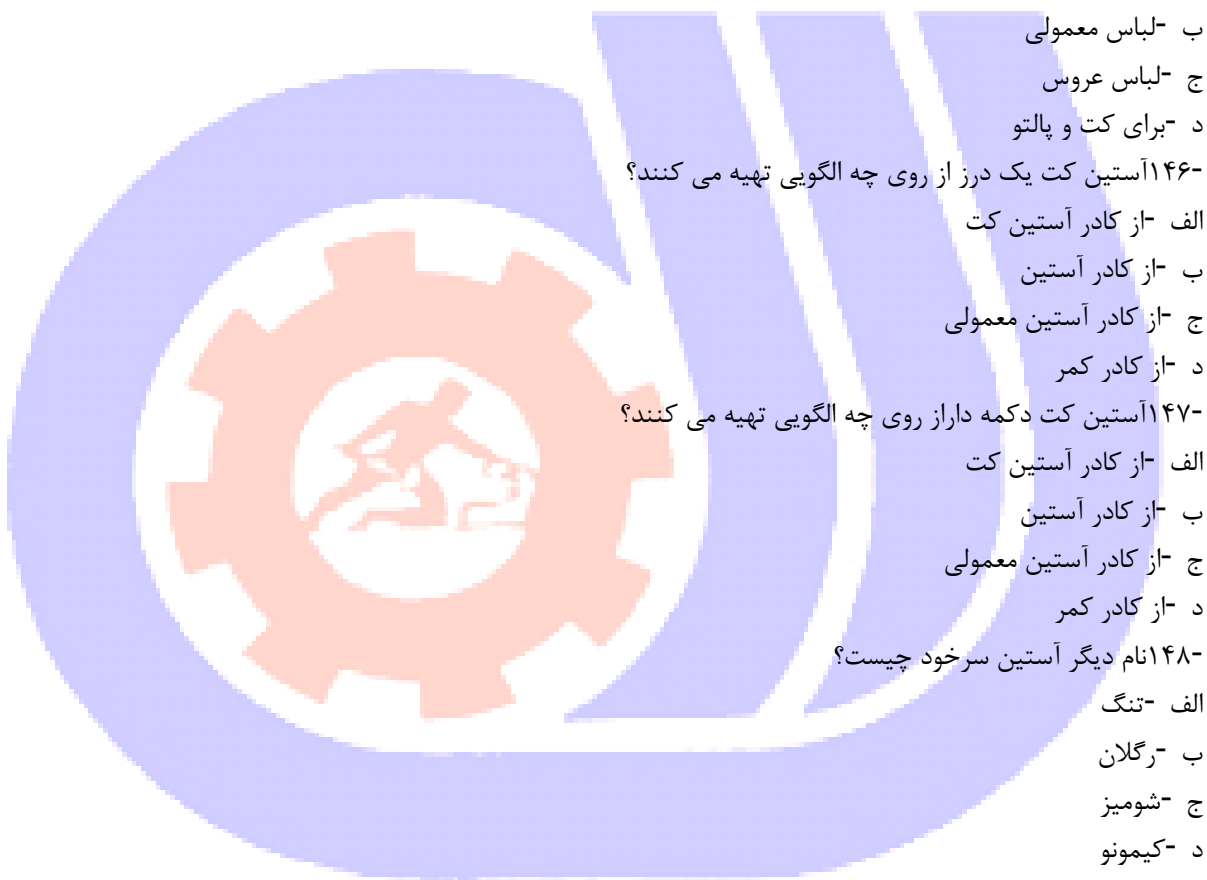 ب -لباس معمولی
ج -لباس عروس
د -برای کت و پالتو
-۱۴۶آستین کت یک درز از روی چه الگویی تهیه می کنند؟
الف -از کادر آستین کت
ب -از کادر آستین
ج -از کادر آستین معمولی
د -از کادر کمر
-۱۴۷آستین کت دکمه داراز روی چه الگویی تهیه می کنند؟
الف -از کادر آستین کت
ب -از کادر آستین
ج -از کادر آستین معمولی
د -از کادر کمر
-۱۴۸نام دیگر آستین سرخود چیست؟
الف -تنگ
ب -رگلان
ج -شومیز
د -کیمونو